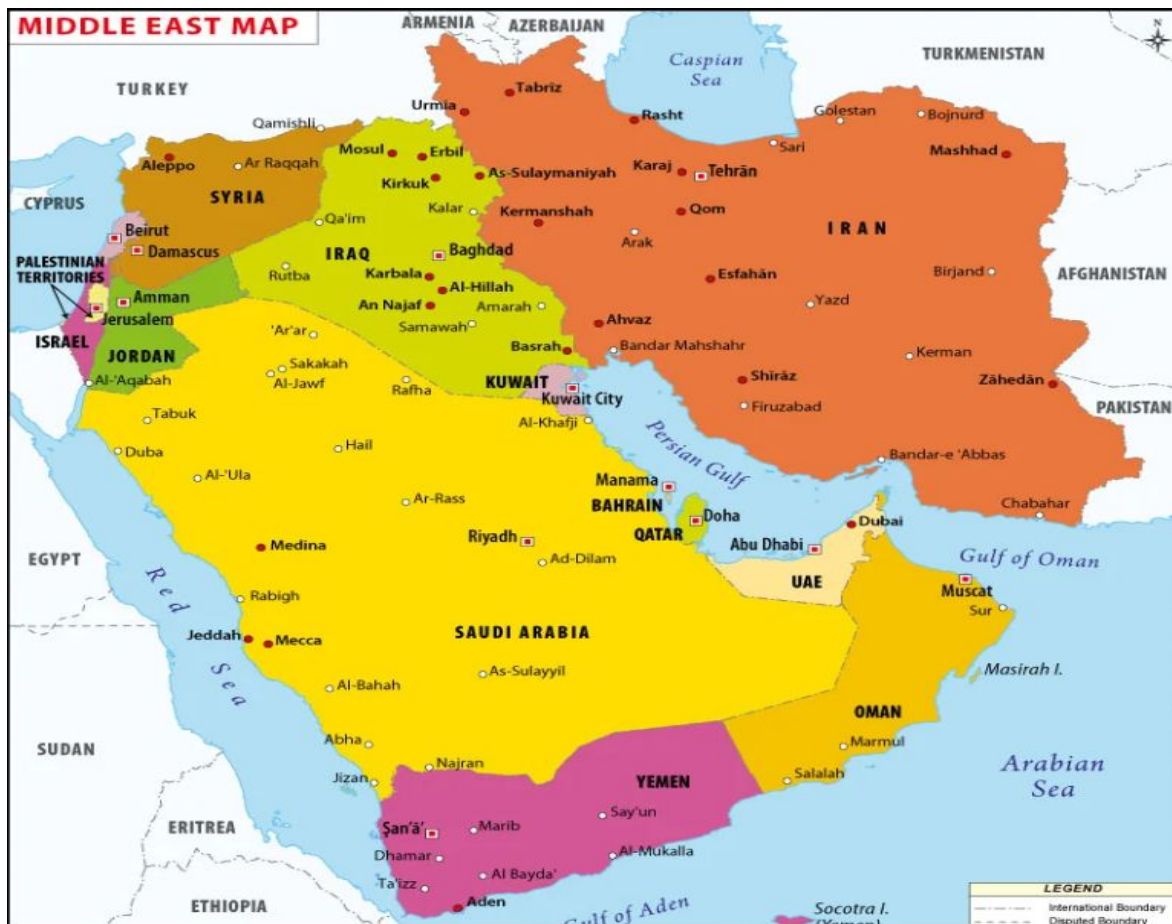 MIDDLE EAST MAP
ARMENIA
AZERBAIJAN
TURKMENISTAN
Caspian
Sea
TURKEY
Tabrīz
Urmia
Rasht
Golestan
Bojnurd
Qamishli
Sari
Mosul
Erbil
Mashhad
Aleppo
Ar Raqqah
Karaj
Tehrān
As-Sulaymaniyah
Kirkuk
SYRIA
CYPRUS
Kalar
Kermanshah
Qom
Qa'im
IRAN
Beirut
Arak
Damascus
IRAQ
Baghdad
PALESTINIAN
TERRITORIES
Rutba
Karbala
Esfahān
Birjand
AFGHANISTAN
Al-Hillah
Amman
An Najaf
Amarah
Yazd
Jerusalem
Samawah
Ahvaz
'Ar'ar
ISRAEL
JORDAN
Basrah
Bandar Mahshahr
Kerman
Sakakah
Al-Jawf
Al-'Aqabah
Rafha
KUWAIT
Kuwait City
Shīrāz
Zāhedān
Firuzabad
PAKISTAN
Tabuk
Al-Khafji
Persian Gulf
Duba
Hail
Bandar-e 'Abbas
Al-'Ula
Manama
Ar-Rass
BAHRAIN
Chabahar
Doha
QATAR
Dubai
Riyadh
Abu Dhabi
Medina
EGYPT
Ad-Dilam
Gulf of Oman
UAE
Muscat
Red Sea
Rabigh
Sur
Jeddah
Mecca
SAUDI ARABIA
As-Sulayyil
Masirah I.
Al-Bahah
OMAN
SUDAN
Abha
Marmul
Najran
Jizan
YEMEN
Salalah
Arabian
Sea
Say'un
ERITREA
Şan'ā'
Marib
Dhamar
Al-Mukalla
Ta'izz
Al Bayda'
ETHIOPIA
Aden
Gulf of Aden
Socotra I.
(Yemen)
LEGEND
International Boundary
Disputed Boundary